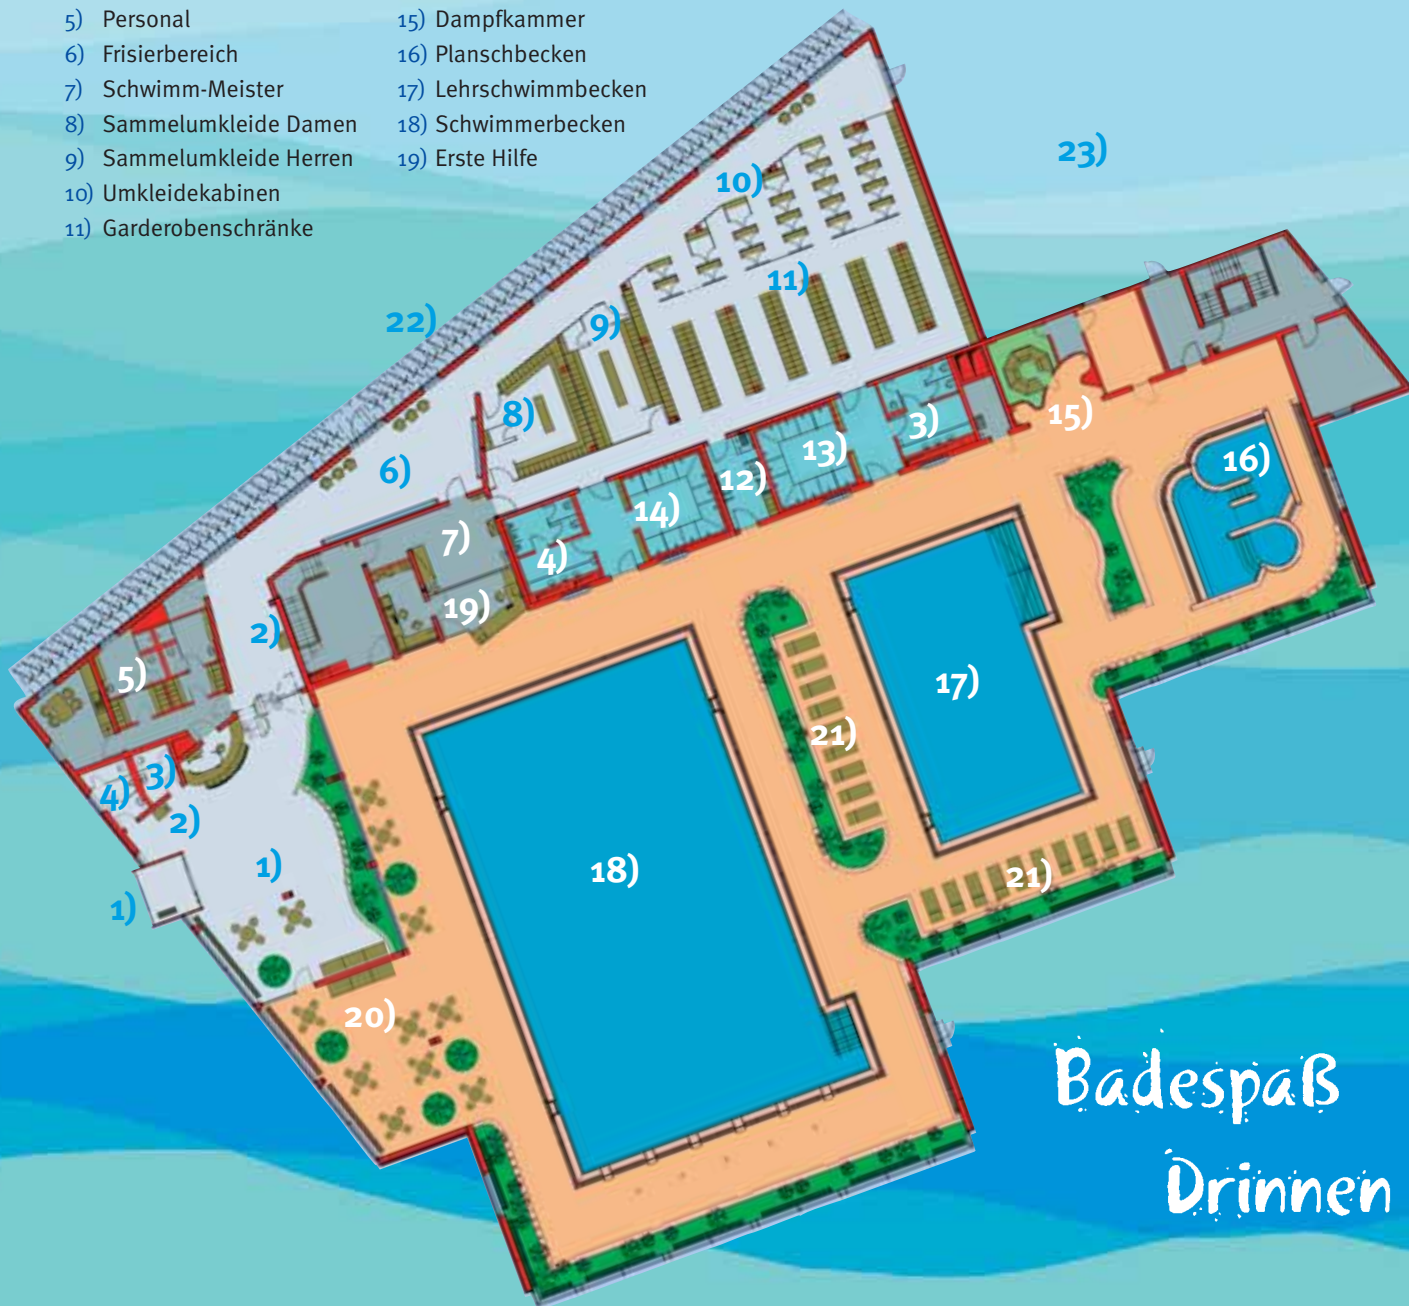 5) Personal
6) Frisierbereich
7) Schwimm-Meister
8) Sammelumkleide Damen
9) Sammelumkleide Herren
10) Umkleidekabinen
11) Garderobenschränke
15) Dampfkammer
16) Planschbecken
17) Lehrschwimmbecken
18) Schwimmerbecken
19) Erste Hilfe
23)
10)
11)
22)
9)
8)
3)
15)
13)
16)
6)
12)
14)
7)
4)
19)
2)
5)
17)
21)
3)
4)
2)
1)
18)
21)
1)
20)
Badespaß
Drinnen